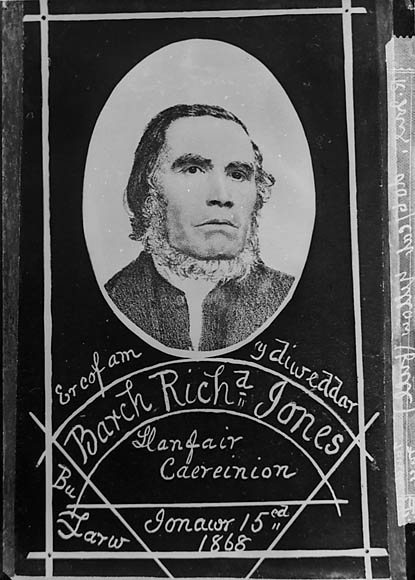 Er cof am y diweddar
Barch Richd Jones
Llanfair
Caereinion
Bu
Farw Ionawr 15ed
1868